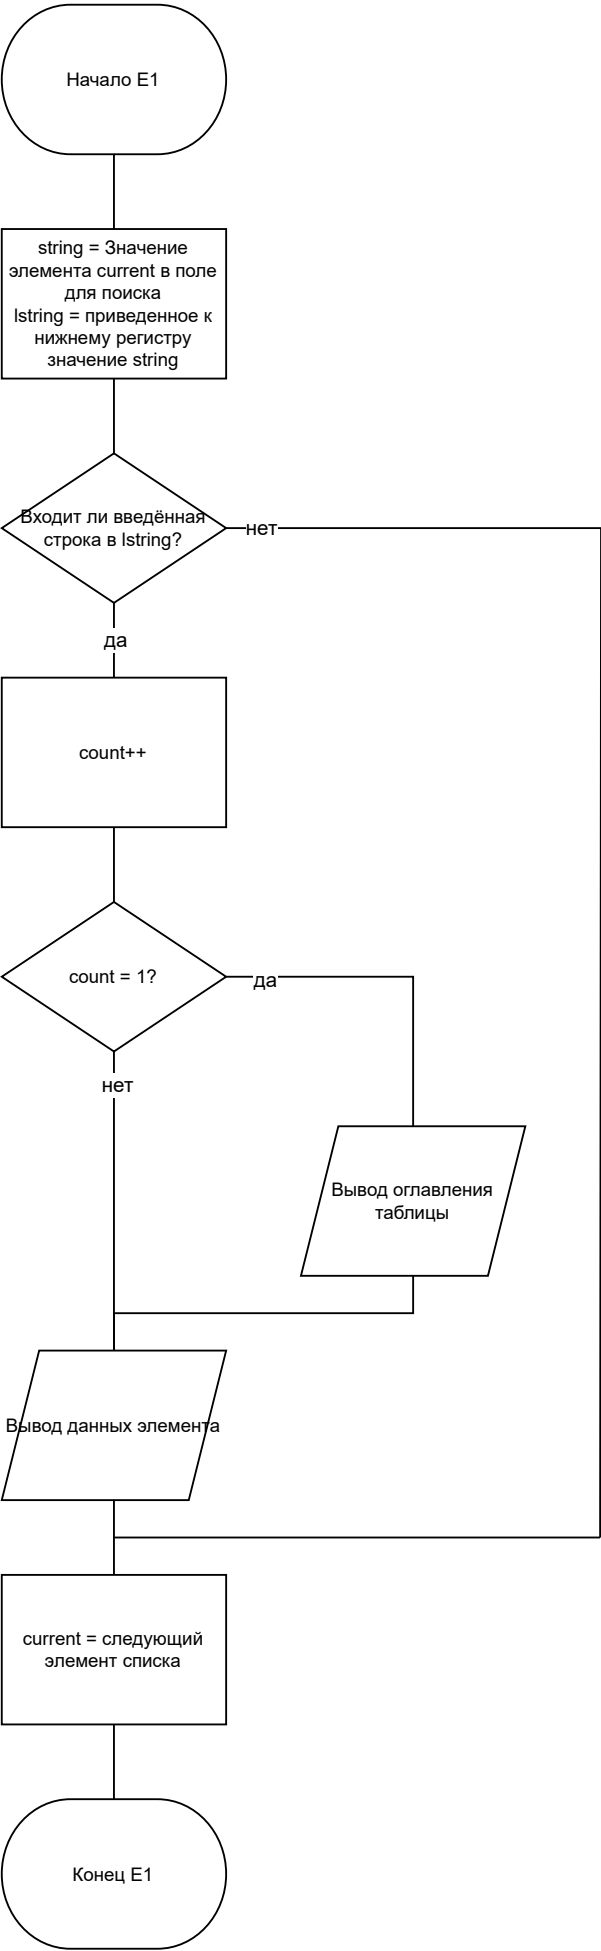 Начало E1
string = Значение
элемента current в поле
для поиска
lstring = приведенное к
нижнему регистру
значение string
Входит ли введённая
строка в lstring?
нет
да
count++
count = 1?
да
нет
Вывод оглавления
таблицы
Вывод данных элемента
current = следующий
элемент списка
Конец E1